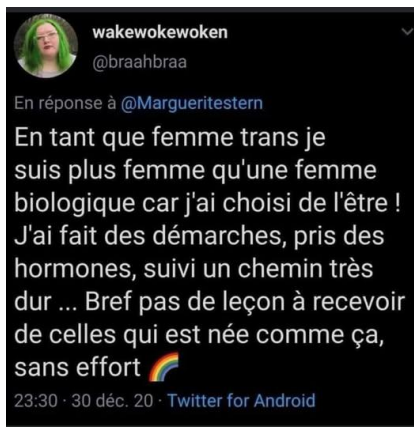 wakewokewoken
@braahbraa
En réponse à @Margueritestern
En tant que femme trans je
suis plus femme qu'une femme
biologique car j'ai choisi de l'être !
J'ai fait des démarches, pris des
hormones, suivi un chemin très
dur ... Bref pas de leçon à recevoir
de celles qui est née comme ça,
sans effort 🌈
23:30 · 30 déc. 20 · Twitter for Android